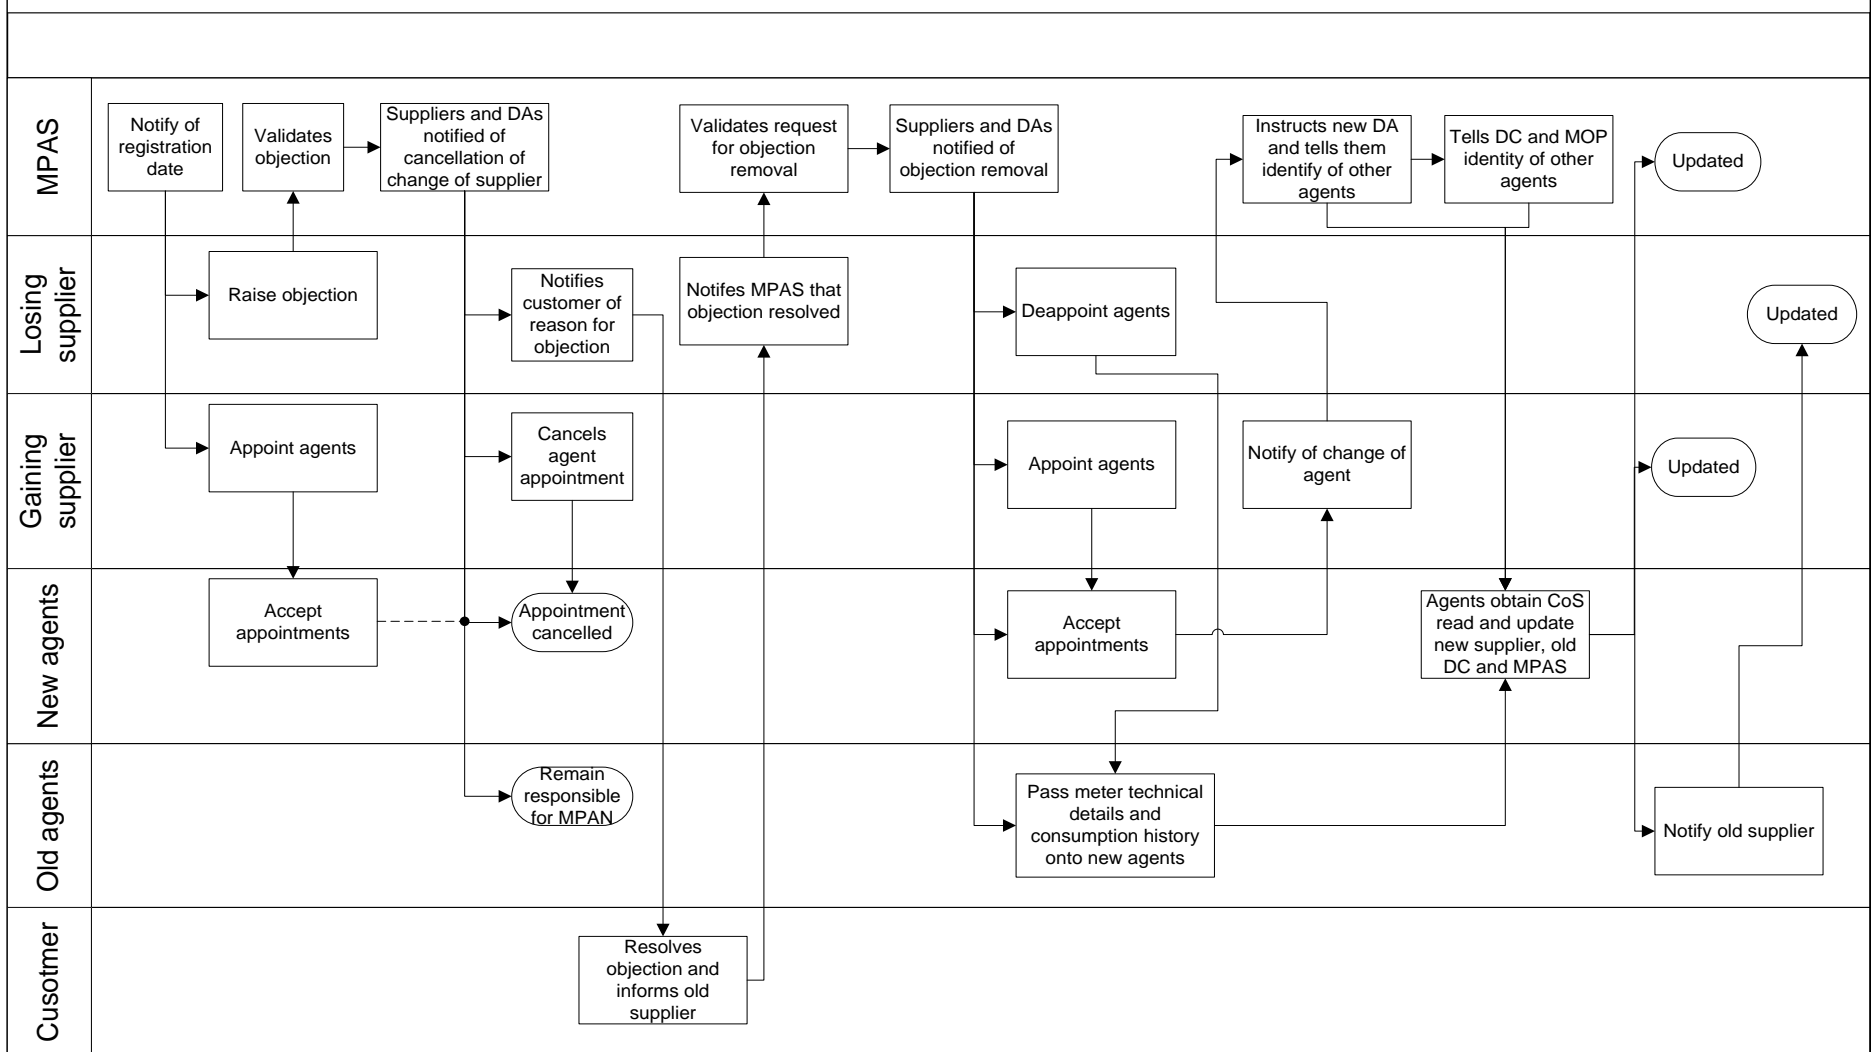 MPAS
Notify of
registration
date
Validates
objection
Suppliers and DAs
notified of
cancellation of
change of supplier
Validates request
for objection
removal
Suppliers and DAs
notified of
objection removal
Instructs new DA
and tells them
identify of other
agents
Tells DC and MOP
identity of other
agents
Updated
Losing
supplier
Raise objection
Notifies
customer of
reason for
objection
Notifes MPAS that
objection resolved
Deappoint agents
Updated
Gaining
supplier
Appoint agents
Cancels
agent
appointment
Appoint agents
Notify of change of
agent
Updated
New agents
Accept
appointments
Appointment
cancelled
Accept
appointments
Agents obtain CoS
read and update
new supplier, old
DC and MPAS
Old agents
Remain
responsible
for MPAN
Pass meter technical
details and
consumption history
onto new agents
Notify old supplier
Cusotmer
Resolves
objection and
informs old
supplier